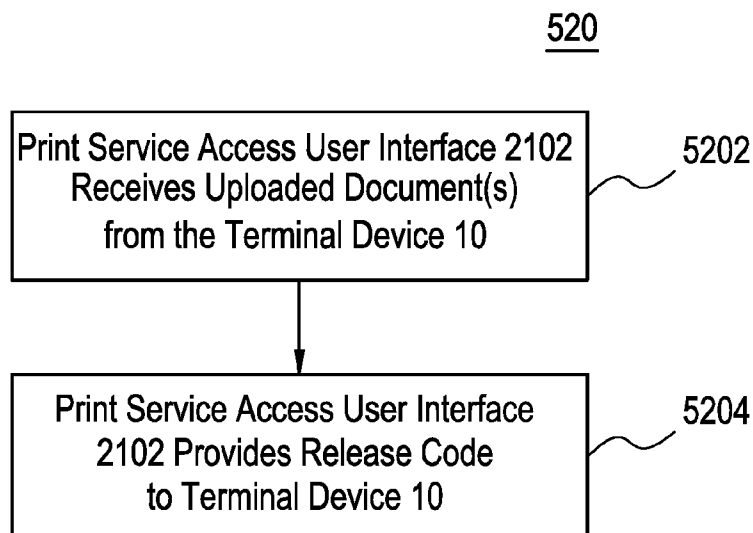 520
Print Service Access User Interface 2102
Receives Uploaded Document(s)
from the Terminal Device 10
5202
Print Service Access User Interface
2102 Provides Release Code
to Terminal Device 10
5204